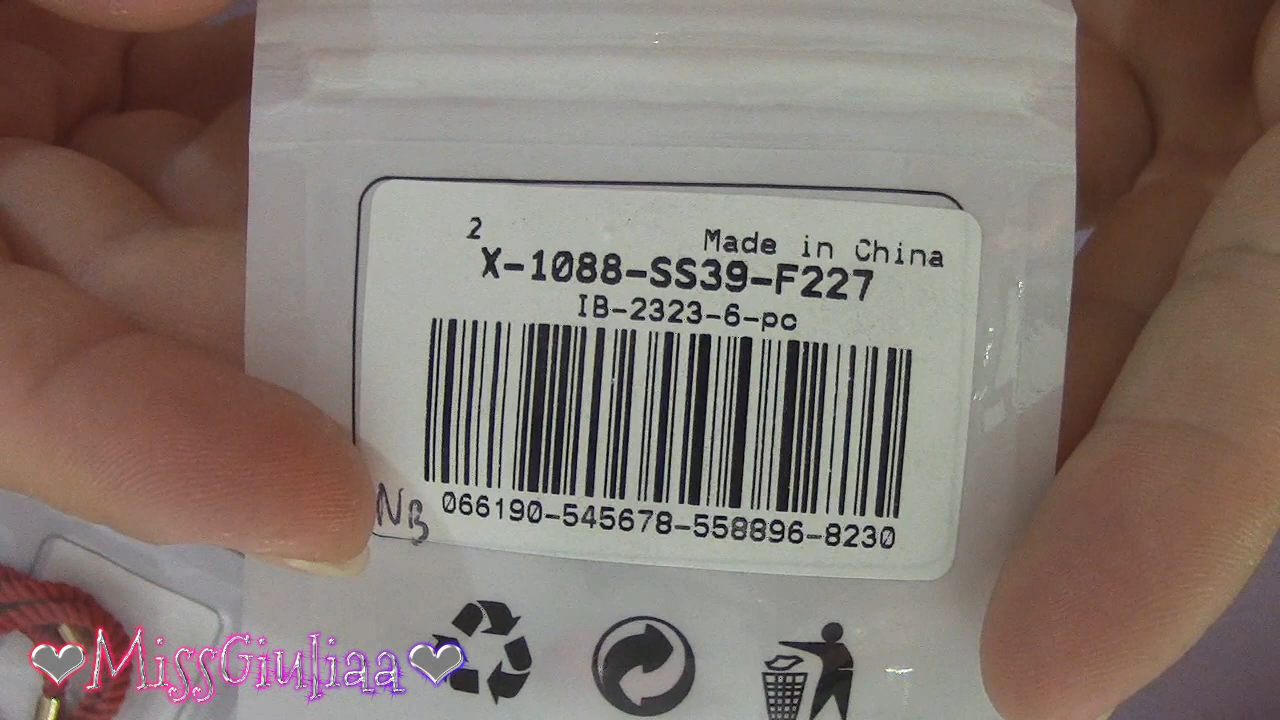 2
Made in China
X-1088-SS39-F227
IB-2323-6-pc
NB
066190-545678-558896-8230
❤MissGiuliaa❤